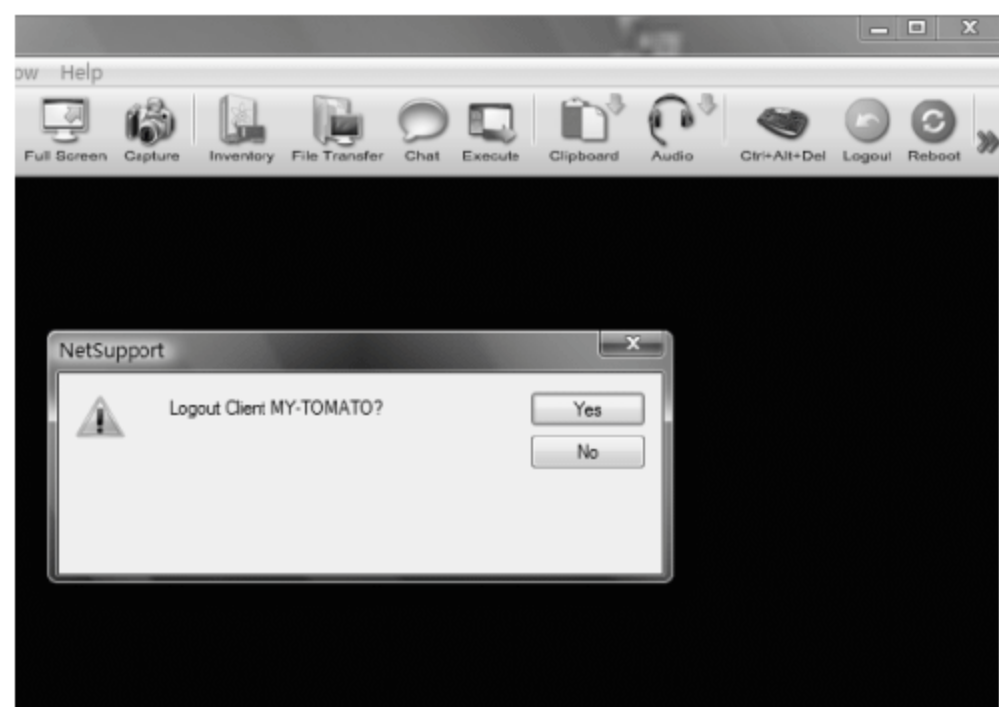 ow Help
Full Screen Capture Inventory File Transfer Chat Execute Clipboard Audio Ctrl+Alt+Del Logout Reboot
NetSupport
Logout Client MY-TOMATO?
Yes
No